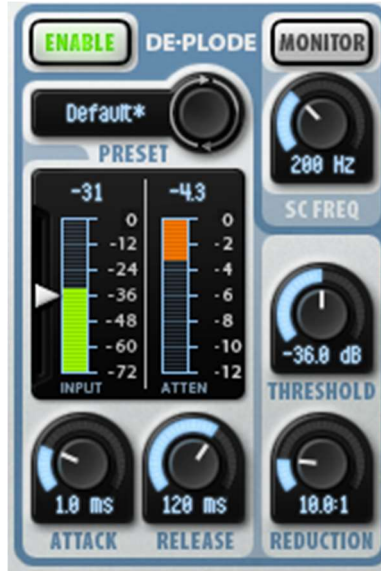 ENABLE DE-PLODE MONITOR
Default*
PRESET
200 Hz
SC FREQ
-31 -4.3
0 0
-12 -2
-24 -4
-36 -6
-48 -8
-60 -10
-72 -12
INPUT ATTEN
-36.0 dB
THRESHOLD
1.0 ms 120 ms 10.0:1
ATTACK RELEASE REDUCTION